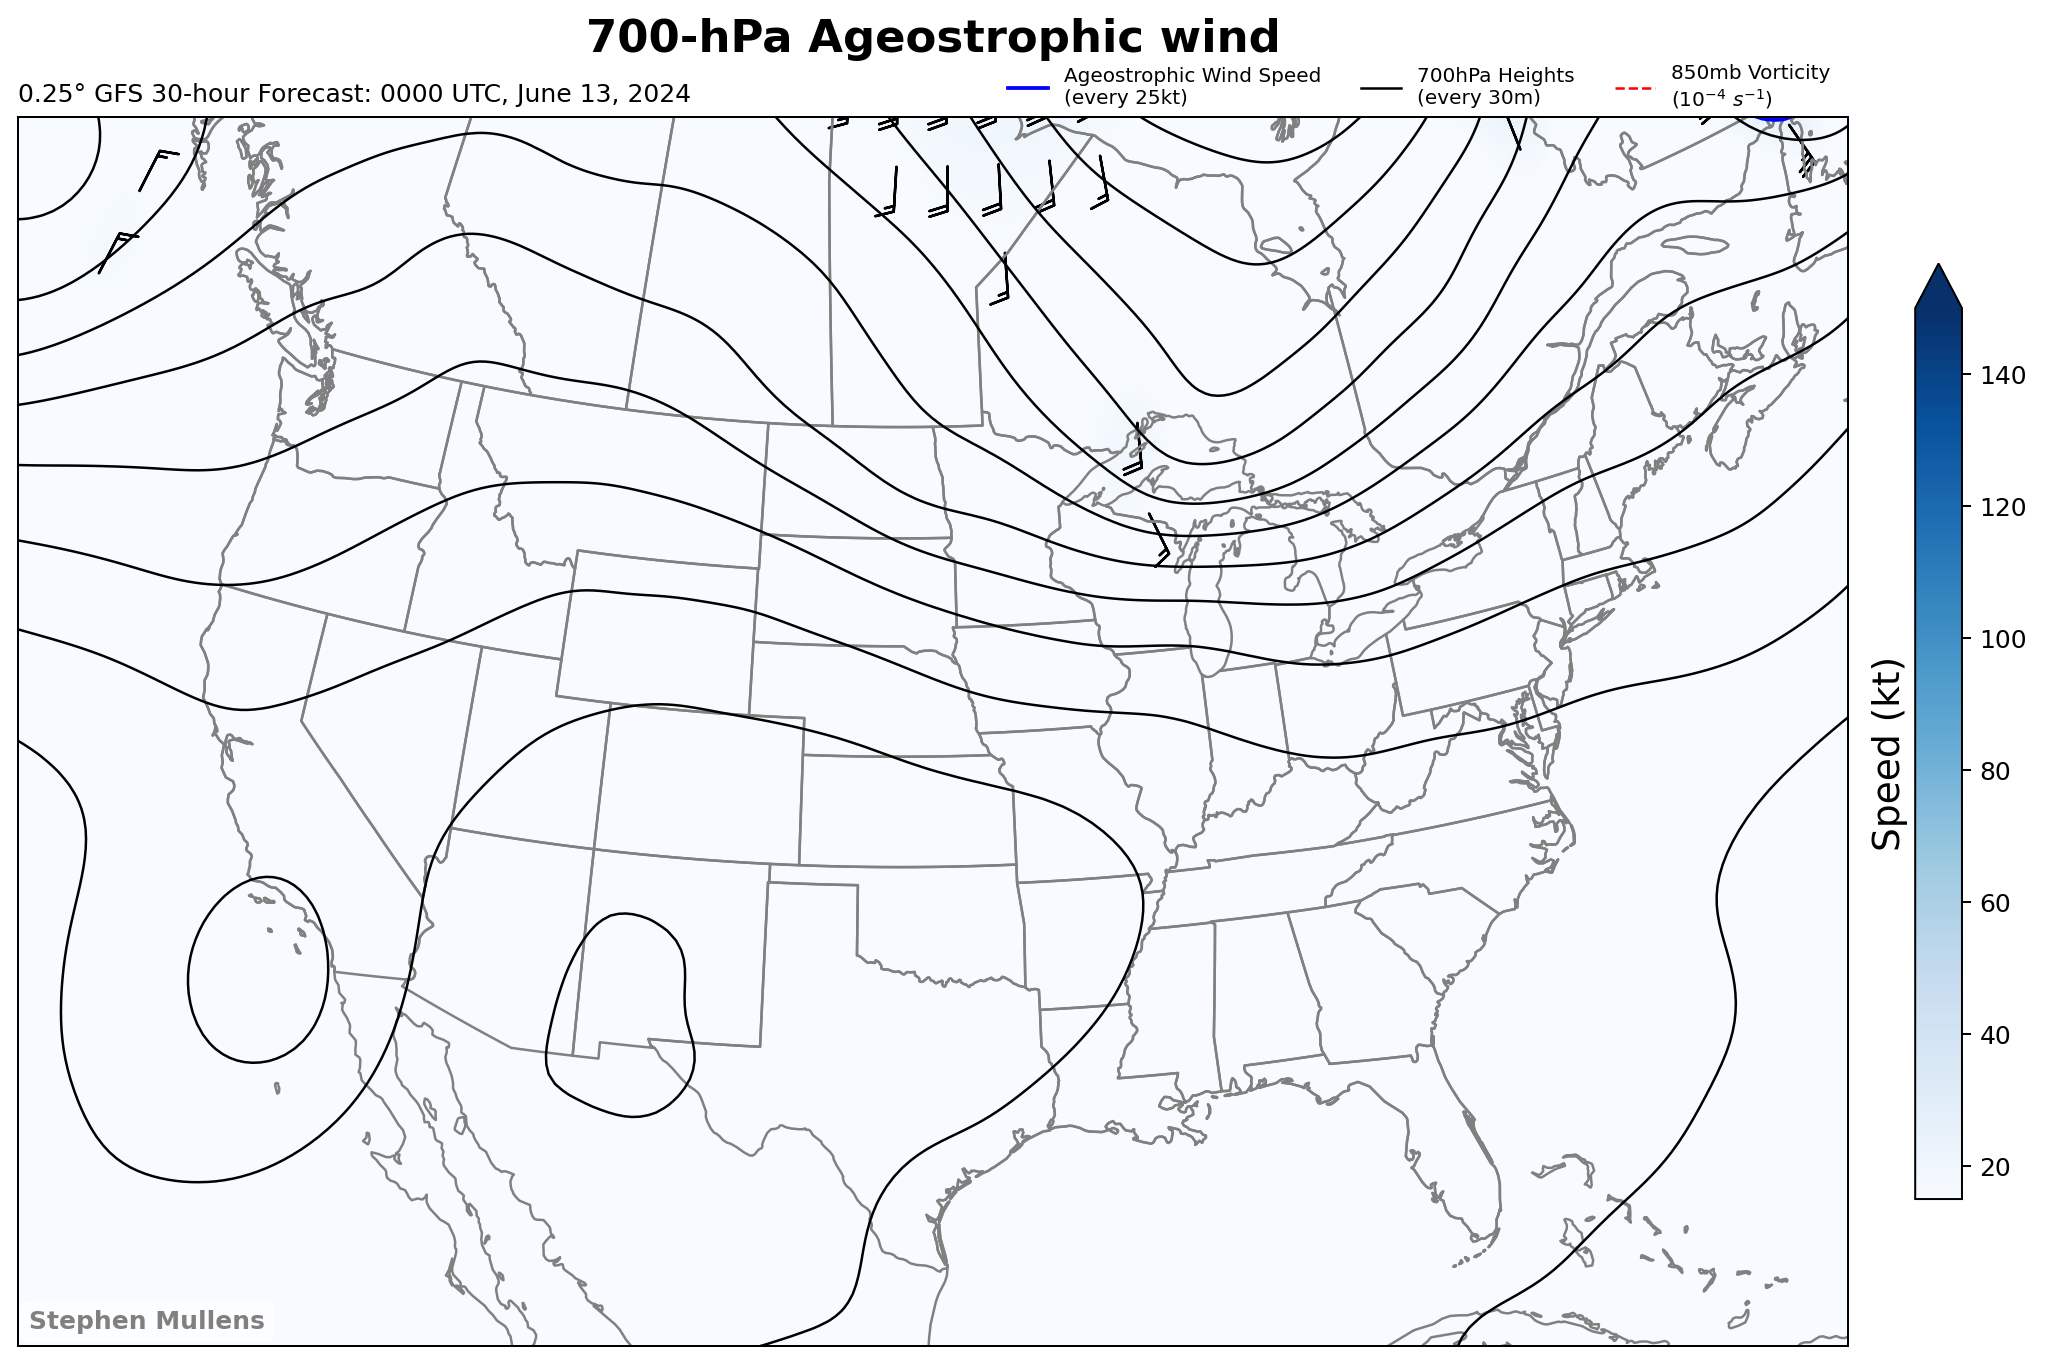 700-hPa Ageostrophic wind
0.25° GFS 30-hour Forecast: 0000 UTC, June 13, 2024
Ageostrophic Wind Speed
(every 25kt)
700hPa Heights
(every 30m)
850mb Vorticity
(10⁻⁴ s⁻¹)
140
120
100
80
60
40
20
Speed (kt)
Stephen Mullens